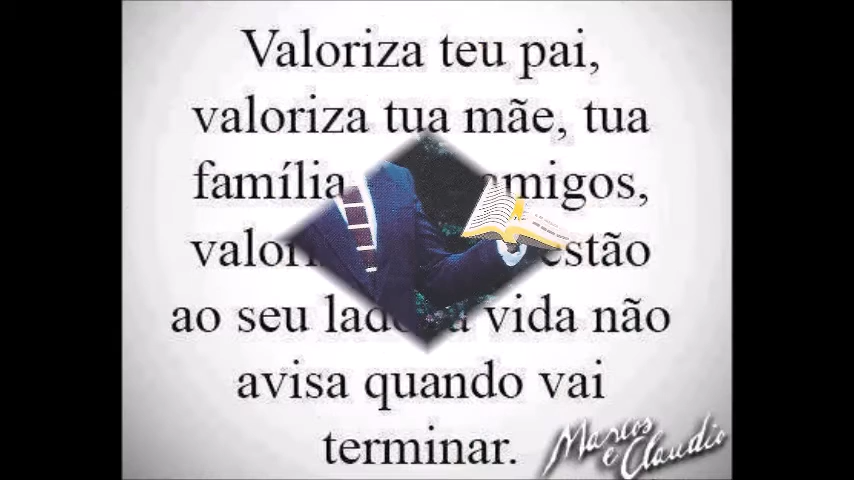 Valoriza teu pai,
valoriza tua mãe, tua
família amigos,
estão
ao seu a vida não
avisa quando vai
terminar.
Marcos
e Claudio